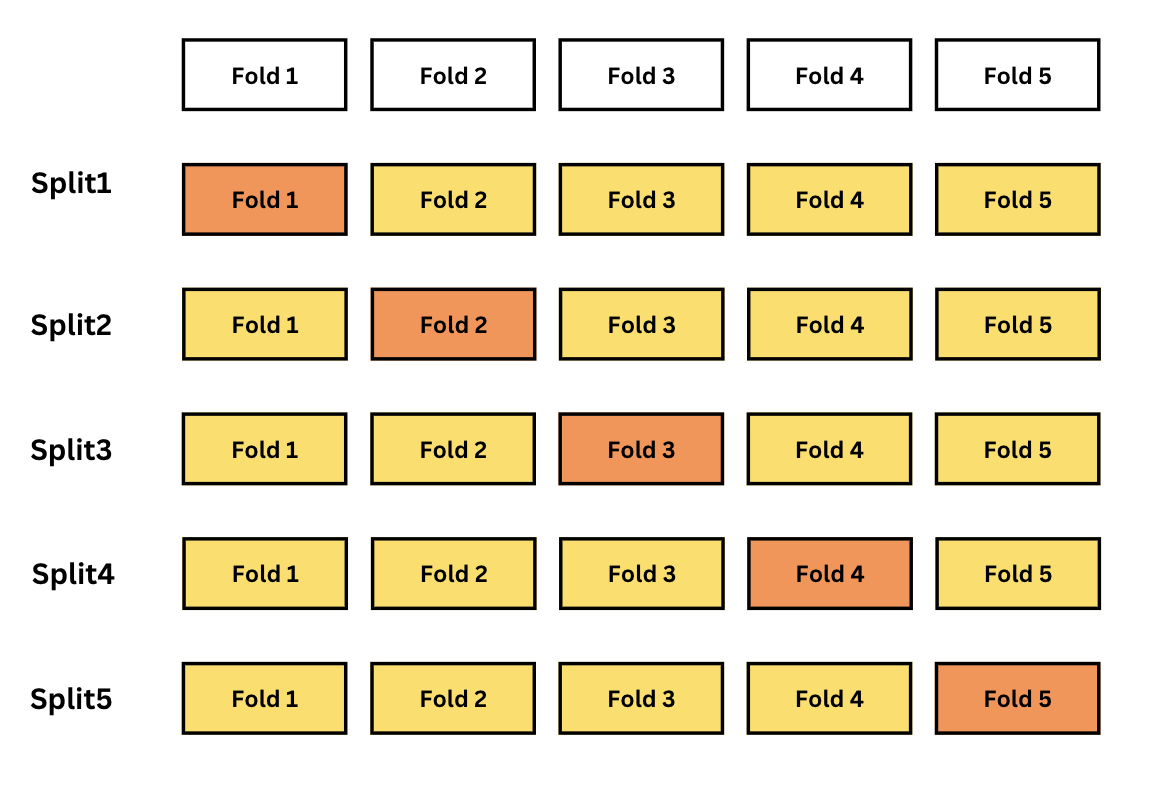 Fold 1 Fold 2 Fold 3 Fold 4 Fold 5
Split1 Fold 1 Fold 2 Fold 3 Fold 4 Fold 5
Split2 Fold 1 Fold 2 Fold 3 Fold 4 Fold 5
Split3 Fold 1 Fold 2 Fold 3 Fold 4 Fold 5
Split4 Fold 1 Fold 2 Fold 3 Fold 4 Fold 5
Split5 Fold 1 Fold 2 Fold 3 Fold 4 Fold 5